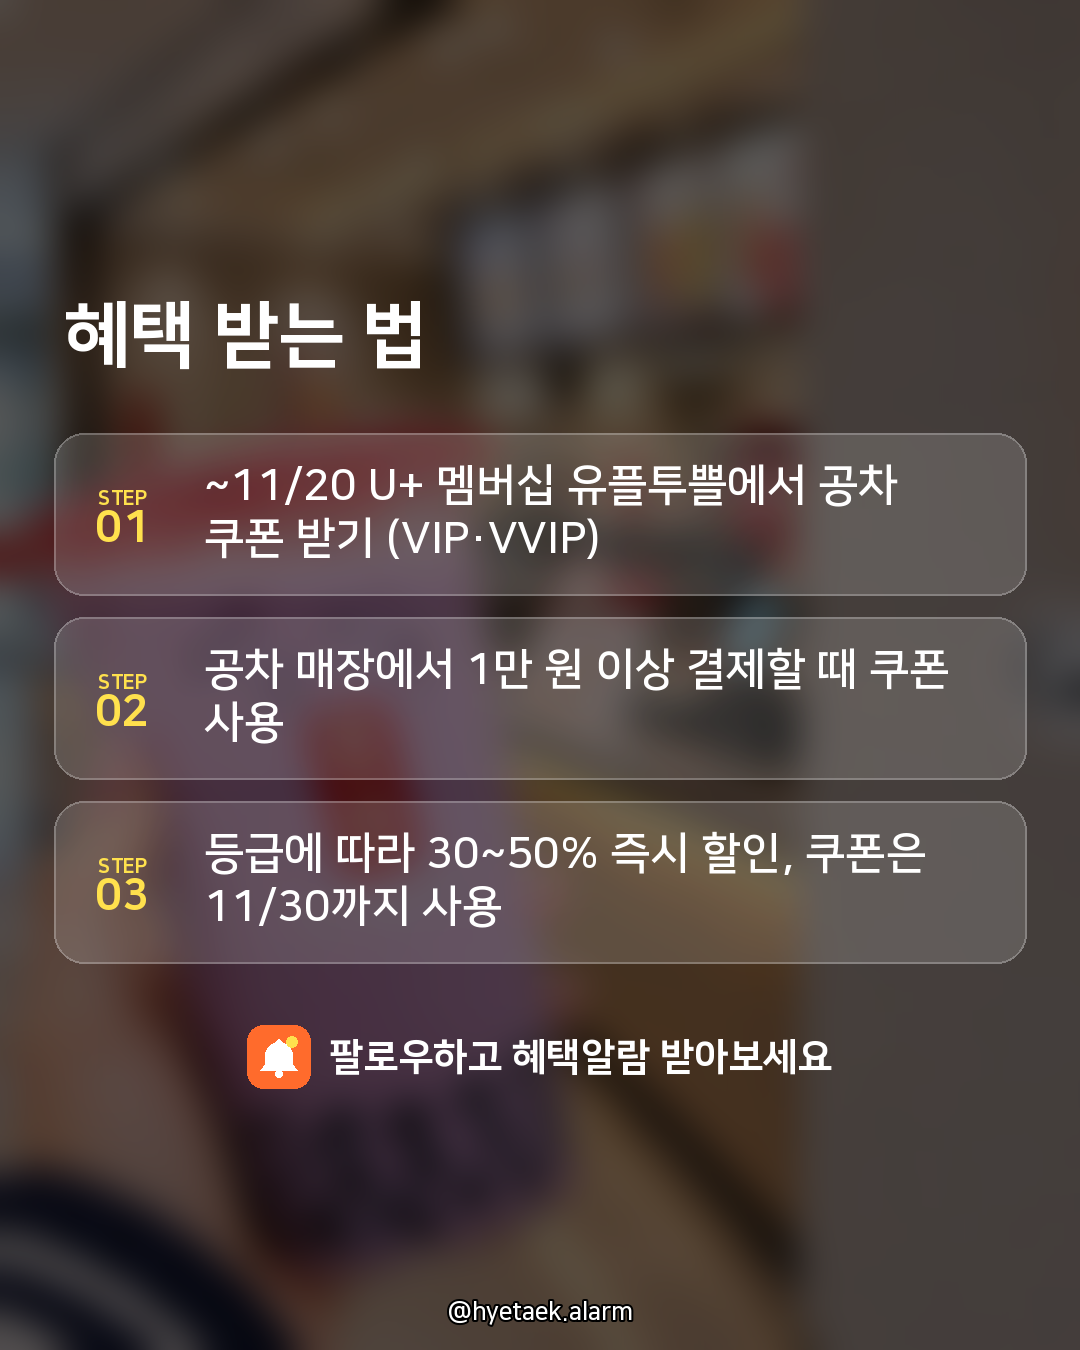 혜택 받는 법
STEP
01
~11/20 U+ 멤버십 유플투쁠에서 공차
쿠폰 받기 (VIP·VVIP)
STEP
02
공차 매장에서 1만 원 이상 결제할 때 쿠폰
사용
STEP
03
등급에 따라 30~50% 즉시 할인, 쿠폰은
11/30까지 사용
팔로우하고 혜택알람 받아보세요
@hyetaek.alarm